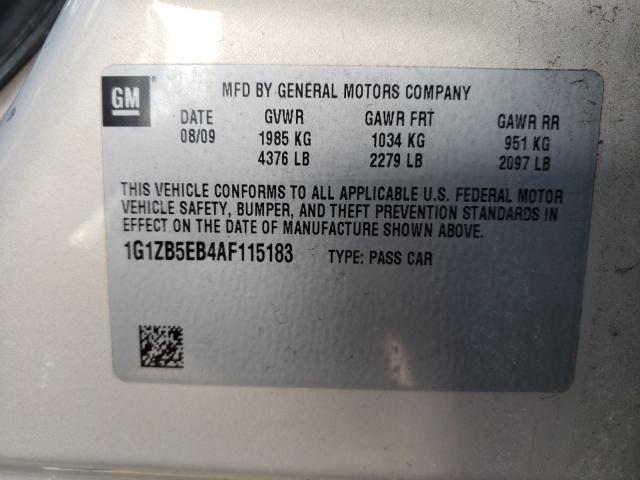 GM
MFD BY GENERAL MOTORS COMPANY
DATE GVWR GAWR FRT GAWR RR
08/09 1985 KG 1034 KG 951 KG
4376 LB 2279 LB 2097 LB
THIS VEHICLE CONFORMS TO ALL APPLICABLE U.S. FEDERAL MOTOR
VEHICLE SAFETY, BUMPER, AND THEFT PREVENTION STANDARDS IN
EFFECT ON THE DATE OF MANUFACTURE SHOWN ABOVE.
1G1ZB5EB4AF115183 TYPE: PASS CAR